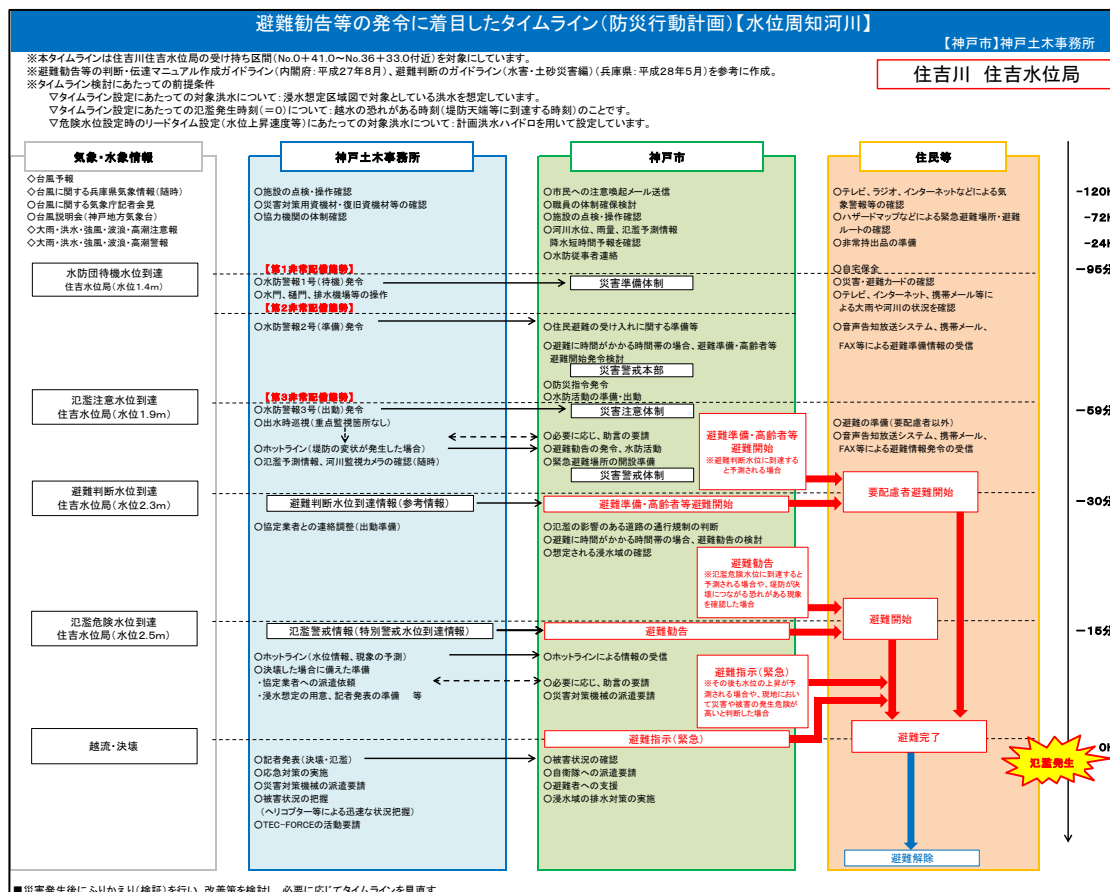 避難勧告等の発令に着目したタイムライン(防災行動計画)【水位周知河川】
【神戸市】神戸土木事務所
※本タイムラインは住吉川住吉水位局の受け持ち区間(No.0+41.0~No.36+33.0付近)を対象にしています。
※避難勧告等の判断・伝達マニュアル作成ガイドライン(内閣府:平成27年8月)、避難判断のガイドライン(水害・土砂災害編)(兵庫県:平成28年5月)を参考に作成。
※タイムライン検討にあたっての前提条件
▽タイムライン設定にあたっての対象洪水について:浸水想定区域図で対象としている洪水を想定しています。
▽タイムライン設定にあたっての氾濫発生時刻(=0)について:越水の恐れがある時刻(堤防天端等に到達する時刻)のことです。
▽危険水位設定時のリードタイム設定(水位上昇速度等)にあたっての対象洪水について:計画洪水ハイドロを用いて設定しています。
住吉川 住吉水位局
気象・水象情報
◇台風予報
◇台風に関する兵庫県気象情報(随時)
◇台風に関する気象庁記者会見
◇台風説明会(神戸地方気象台)
◇大雨・洪水・強風・波浪・高潮注意報
◇大雨・洪水・強風・波浪・高潮警報
水防団待機水位到達
住吉水位局(水位1.4m)
氾濫注意水位到達
住吉水位局(水位1.9m)
避難判断水位到達
住吉水位局(水位2.3m)
氾濫危険水位到達
住吉水位局(水位2.5m)
越流・決壊
神戸土木事務所
○施設の点検・操作確認
○災害対策用資機材・復旧資機材等の確認
○協力機関の体制確認
【第1非常配備態勢】
○水防警報1号(待機)発令
○水門、樋門、排水機場等の操作
【第2非常配備態勢】
○水防警報2号(準備)発令
【第3非常配備態勢】
○水防警報3号(出動)発令
○出水時巡視(重点監視箇所なし)
○ホットライン(堤防の変状が発生した場合)
○氾濫予測情報、河川監視カメラの確認(随時)
避難判断水位到達情報(参考情報)
○協定業者との連絡調整(出動準備)
氾濫警戒情報(特別警戒水位到達情報)
○ホットライン(水位情報、現象の予測)
○決壊した場合に備えた準備
・協定業者への派遣依頼
・浸水想定の用意、記者発表の準備 等
○記者発表(決壊・氾濫)
○応急対策の実施
○災害対策機械の派遣要請
○被害状況の把握
(ヘリコプター等による迅速な状況把握)
○TEC-FORCEの活動要請
神戸市
○市民への注意喚起メール送信
○職員の体制確保検討
○施設の点検・操作確認
○河川水位、雨量、氾濫予測情報
降水短時間予報を確認
○水防従事者連絡
災害準備体制
○住民避難の受け入れに関する準備等
○避難に時間がかかる時間帯の場合、避難準備・高齢者等
避難開始発令検討
災害警戒本部
○防災指令発令
○水防活動の準備・出動
災害注意体制
○必要に応じ、助言の要請
○避難勧告の発令、水防活動
○緊急避難場所の開設準備
災害警戒体制
避難準備・高齢者等避難開始
○氾濫の影響のある道路の通行規制の判断
○避難に時間がかかる時間帯の場合、避難勧告の検討
○想定される浸水域の確認
避難勧告
○ホットラインによる情報の受信
○必要に応じ、助言の要請
○災害対策機械の派遣要請
避難指示(緊急)
○被害状況の確認
○自衛隊への派遣要請
○避難者への支援
○浸水域の排水対策の実施
避難準備・高齢者等
避難開始
※避難判断水位に到達する
と予測される場合
避難勧告
※氾濫危険水位に到達すると
予測される場合や、堤防が決
壊につながる恐れがある現象
を確認した場合
避難指示(緊急)
※その後も水位の上昇が予
測される場合や、現地におい
て災害や被害の発生危険が
高いと判断した場合
住民等
○テレビ、ラジオ、インターネットなどによる気
象警報等の確認
○ハザードマップなどによる緊急避難場所・避難
ルートの確認
○非常持出品の準備
○自宅保全
○災害・避難カードの確認
○テレビ、インターネット、携帯メール等に
よる大雨や河川の状況を確認
○音声告知放送システム、携帯メール、
FAX等による避難準備情報の受信
○避難の準備(要配慮者以外)
○音声告知放送システム、携帯メール、
FAX等による避難情報発令の受信
要配慮者避難開始
避難開始
避難完了
避難解除
-72H
-24H
-95分
-59分
-30分
-15分
0H
氾濫発生
■災害発生後にふりかえり(検証)を行い、改善策を検討し、必要に応じてタイムラインを見直す